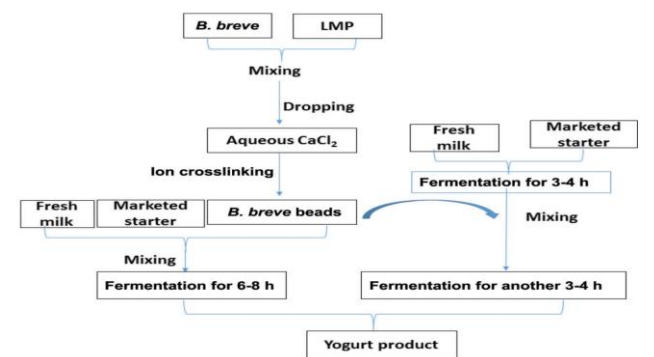 B. breve
LMP
Mixing
Dropping
Aqueous CaCl₂
Ion crosslinking
Fresh
milk
Marketed
starter
B. breve beads
Mixing
Fermentation for 6-8 h
Fresh
milk
Marketed
starter
Fermentation for 3-4 h
Mixing
Fermentation for another 3-4 h
Yogurt product